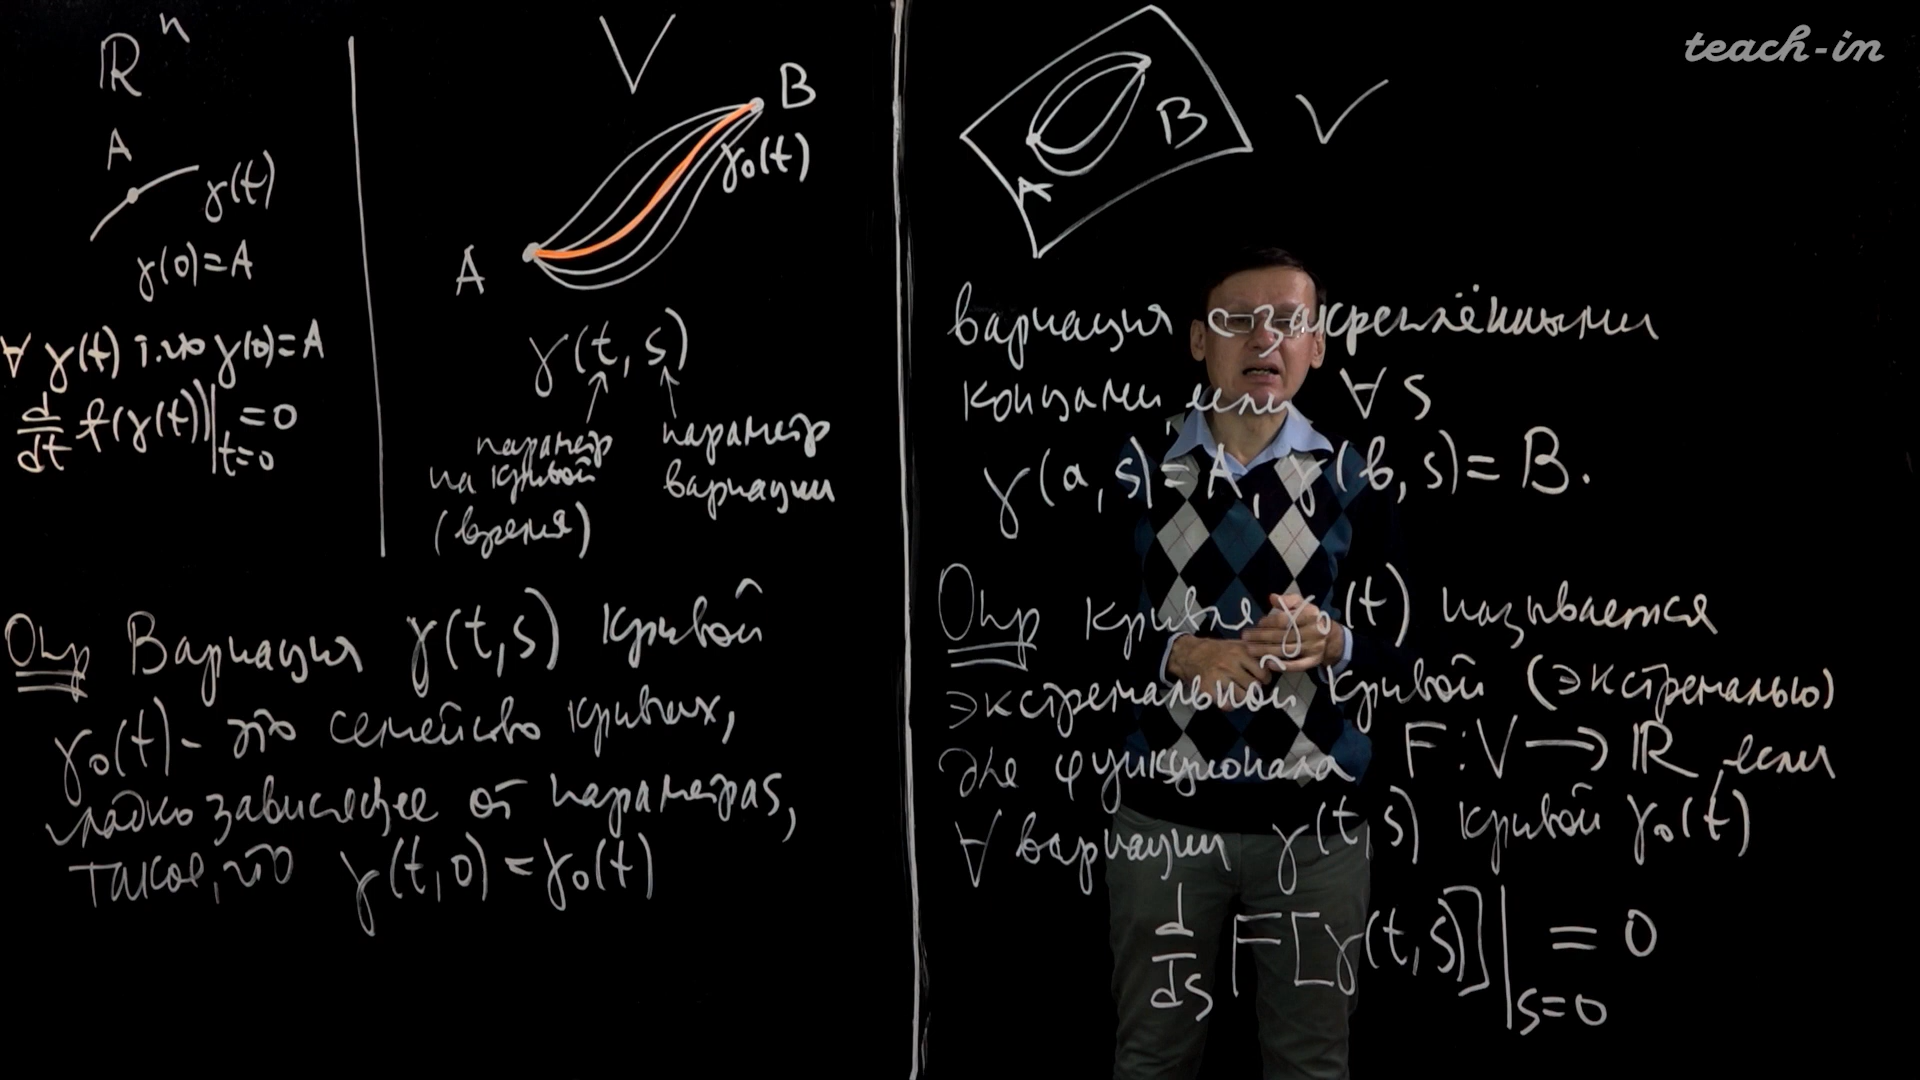 ℝⁿ
A
γ(t)
γ(0)=A
∀ γ(t) т.что γ(0)=A
d/dt f(γ(t))|t=0 =0
V
B
γ₀(t)
A
γ(t, s)
параметр на кривой (время)
параметр вариации
Опр Вариация γ(t,s) кривой
γ₀(t) - это семейство кривых,
гладко зависящее от параметра s,
такое, что γ(t,0) = γ₀(t)
teach-in
A
B
V
вариация с закреплёнными
концами, если ∀ s
γ(a,s)=A, γ(b,s)=B.
Опр Кривая γ₀(t) называется
экстремальной кривой (экстремалью)
для функционала F:V→ℝ, если
∀ вариации γ(t,s) кривой γ₀(t)
d/ds F[γ(t,s)]|s=0 = 0